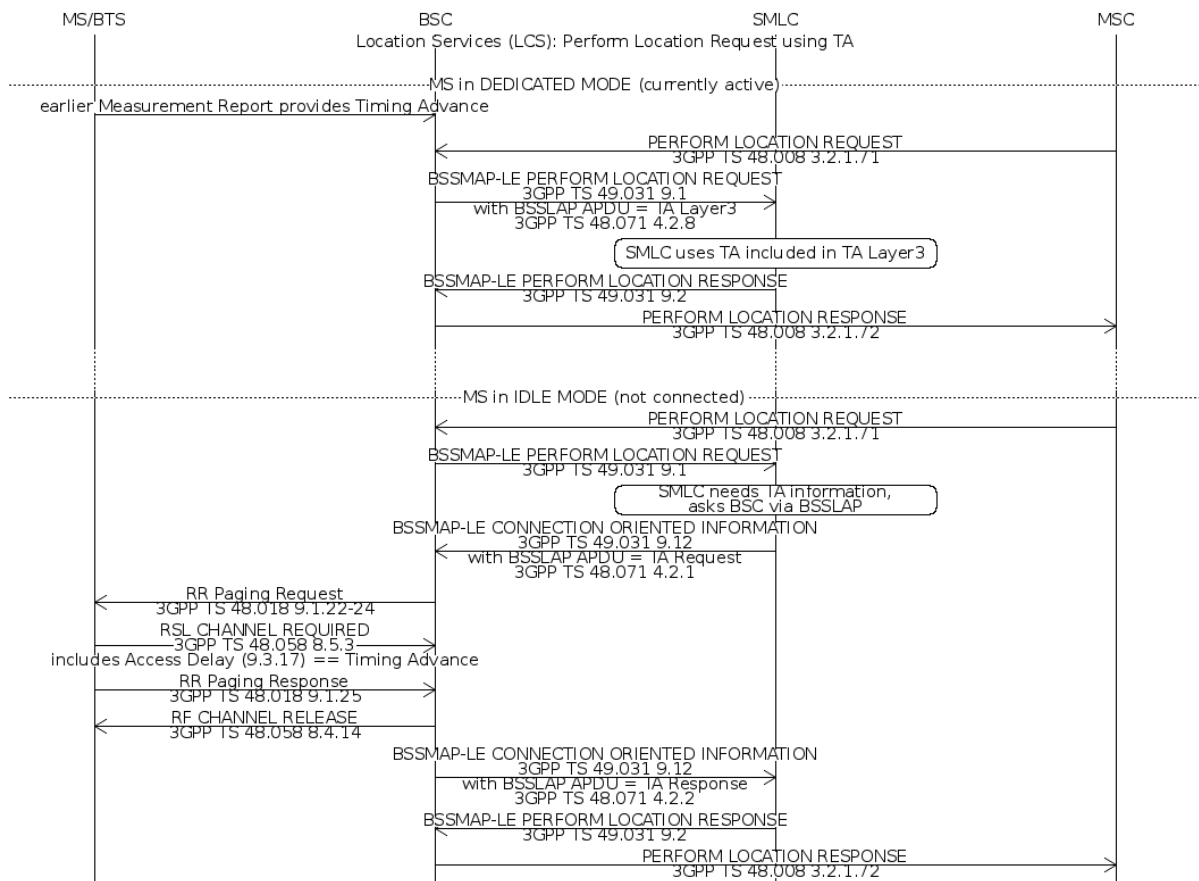 MS/BTS BSC SMLC MSC
Location Services (LCS): Perform Location Request using TA
MS in DEDICATED MODE (currently active)
earlier Measurement Report provides Timing Advance
PERFORM LOCATION REQUEST
3GPP TS 48.008 3.2.1.71
BSSMAP-LE PERFORM LOCATION REQUEST
3GPP TS 49.031 9.1
with BSSLAP APDU = TA Layer3
3GPP TS 48.071 4.2.8
SMLC uses TA included in TA Layer3
BSSMAP-LE PERFORM LOCATION RESPONSE
3GPP TS 49.031 9.2
PERFORM LOCATION RESPONSE
3GPP TS 48.008 3.2.1.72
MS in IDLE MODE (not connected)
PERFORM LOCATION REQUEST
3GPP TS 48.008 3.2.1.71
BSSMAP-LE PERFORM LOCATION REQUEST
3GPP TS 49.031 9.1
SMLC needs TA information,
asks BSC via BSSLAP
BSSMAP-LE CONNECTION ORIENTED INFORMATION
3GPP TS 49.031 9.12
with BSSLAP APDU = TA Request
3GPP TS 48.071 4.2.1
RR Paging Request
3GPP TS 48.018 9.1.22-24
RSL CHANNEL REQUIRED
3GPP TS 48.058 8.5.3
includes Access Delay (9.3.17) == Timing Advance
RR Paging Response
3GPP TS 48.018 9.1.25
RF CHANNEL RELEASE
3GPP TS 48.058 8.4.14
BSSMAP-LE CONNECTION ORIENTED INFORMATION
3GPP TS 49.031 9.12
with BSSLAP APDU = TA Response
3GPP TS 48.071 4.2.2
BSSMAP-LE PERFORM LOCATION RESPONSE
3GPP TS 49.031 9.2
PERFORM LOCATION RESPONSE
3GPP TS 48.008 3.2.1.72